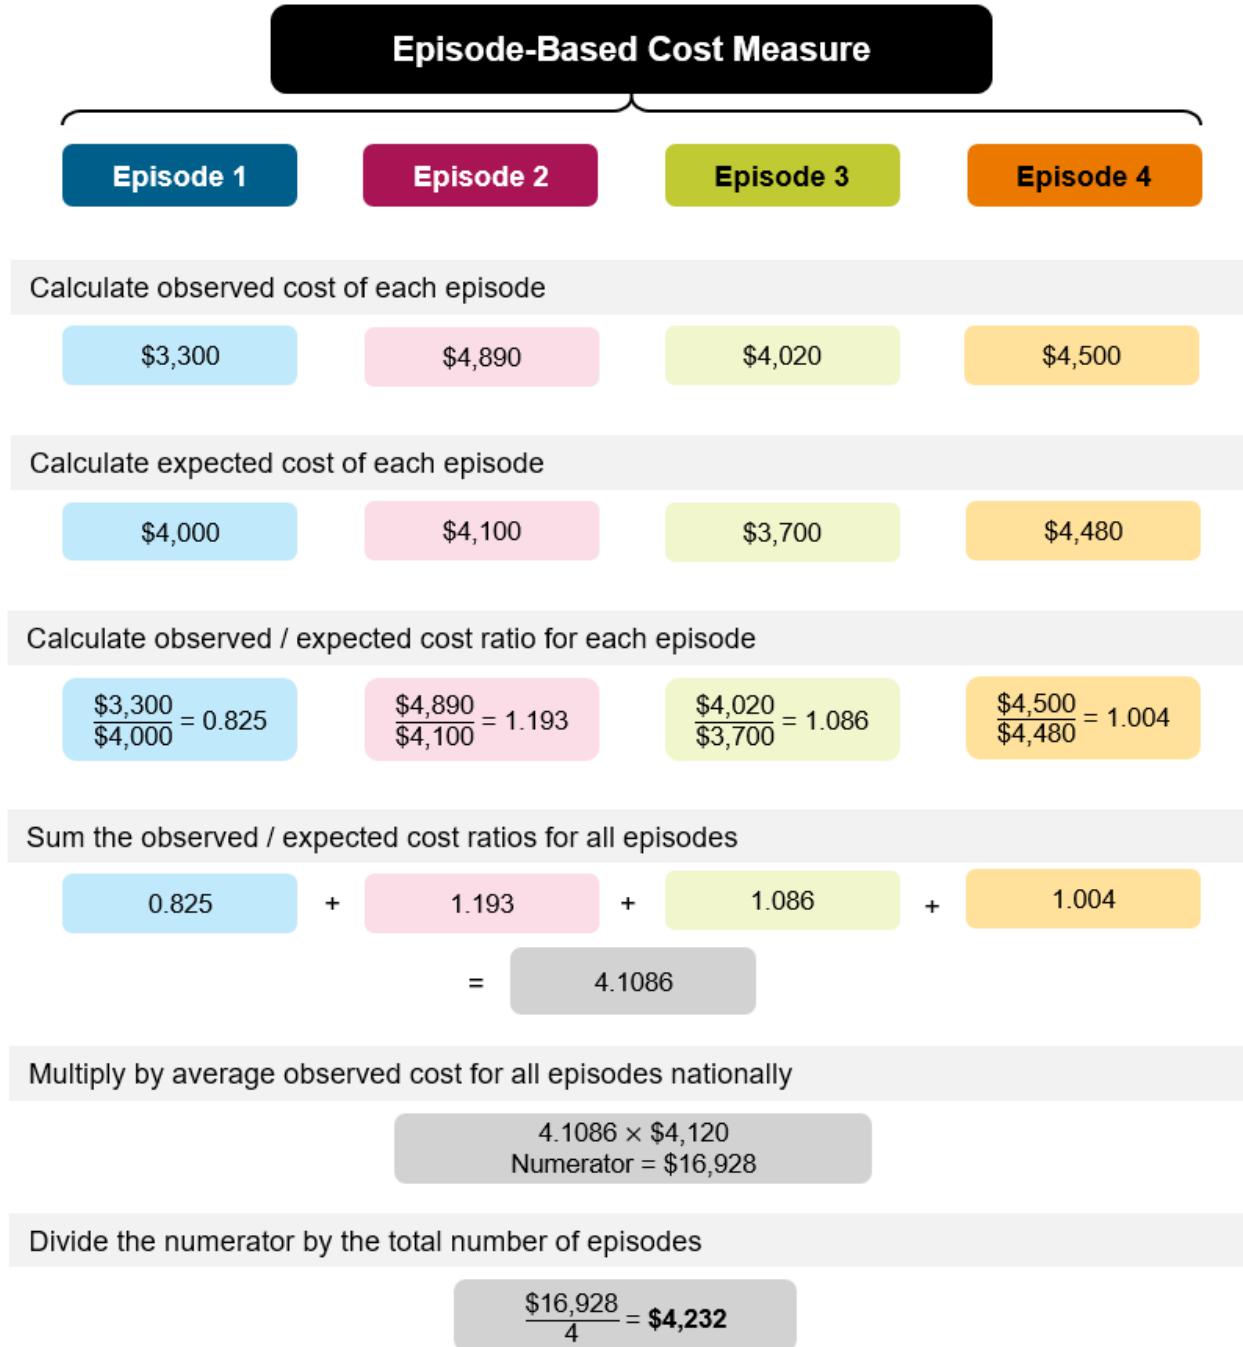 Episode-Based Cost Measure
Episode 1 Episode 2 Episode 3 Episode 4
Calculate observed cost of each episode
$3,300 $4,890 $4,020 $4,500
Calculate expected cost of each episode
$4,000 $4,100 $3,700 $4,480
Calculate observed / expected cost ratio for each episode
$3,300/$4,000 = 0.825 $4,890/$4,100 = 1.193 $4,020/$3,700 = 1.086 $4,500/$4,480 = 1.004
Sum the observed / expected cost ratios for all episodes
0.825 + 1.193 + 1.086 + 1.004
= 4.1086
Multiply by average observed cost for all episodes nationally
4.1086 × $4,120
Numerator = $16,928
Divide the numerator by the total number of episodes
$16,928/4 = $4,232